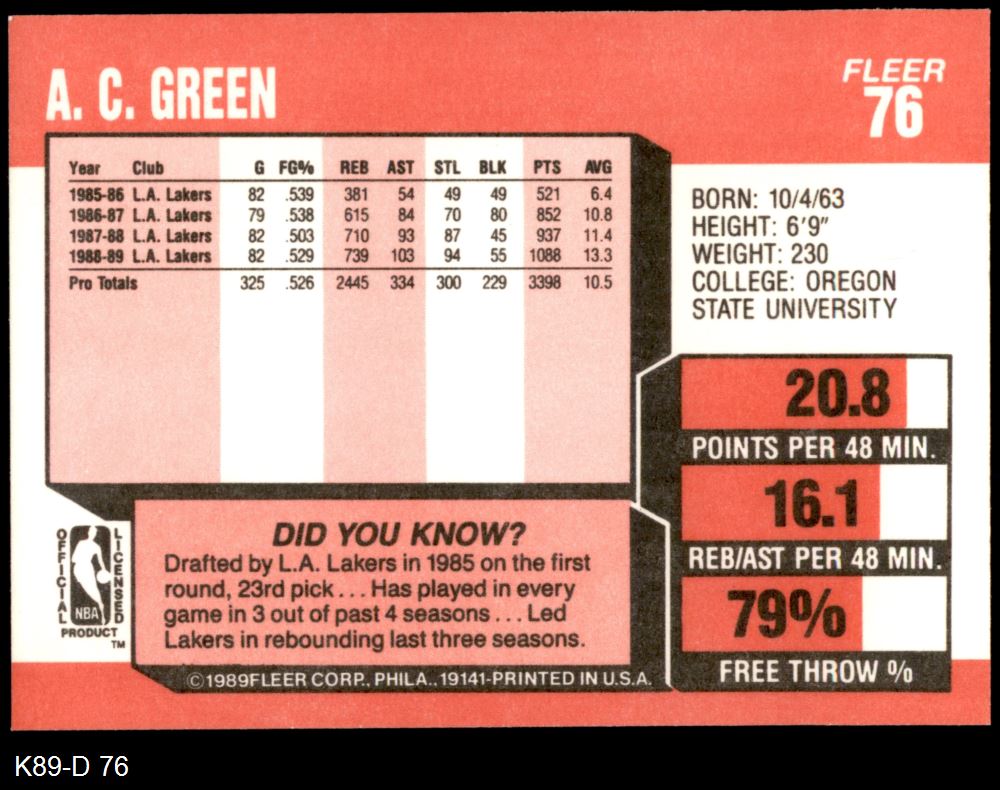 A. C. GREEN
FLEER
76
Year Club G FG% REB AST STL BLK PTS AVG
1985-86 L.A. Lakers 82 .539 381 54 49 49 521 6.4
1986-87 L.A. Lakers 79 .538 615 84 70 80 852 10.8
1987-88 L.A. Lakers 82 .503 710 93 87 45 937 11.4
1988-89 L.A. Lakers 82 .529 739 103 94 55 1088 13.3
Pro Totals 325 .526 2445 334 300 229 3398 10.5
BORN: 10/4/63
HEIGHT: 6'9"
WEIGHT: 230
COLLEGE: OREGON
STATE UNIVERSITY
20.8
POINTS PER 48 MIN.
16.1
REB/AST PER 48 MIN.
79%
FREE THROW %
OFFICIAL
LICENSED
NBA
PRODUCT
TM
DID YOU KNOW?
Drafted by L.A. Lakers in 1985 on the first
round, 23rd pick . . . Has played in every
game in 3 out of past 4 seasons . . . Led
Lakers in rebounding last three seasons.
©1989FLEER CORP., PHILA., 19141-PRINTED IN U.S.A.
K89-D 76